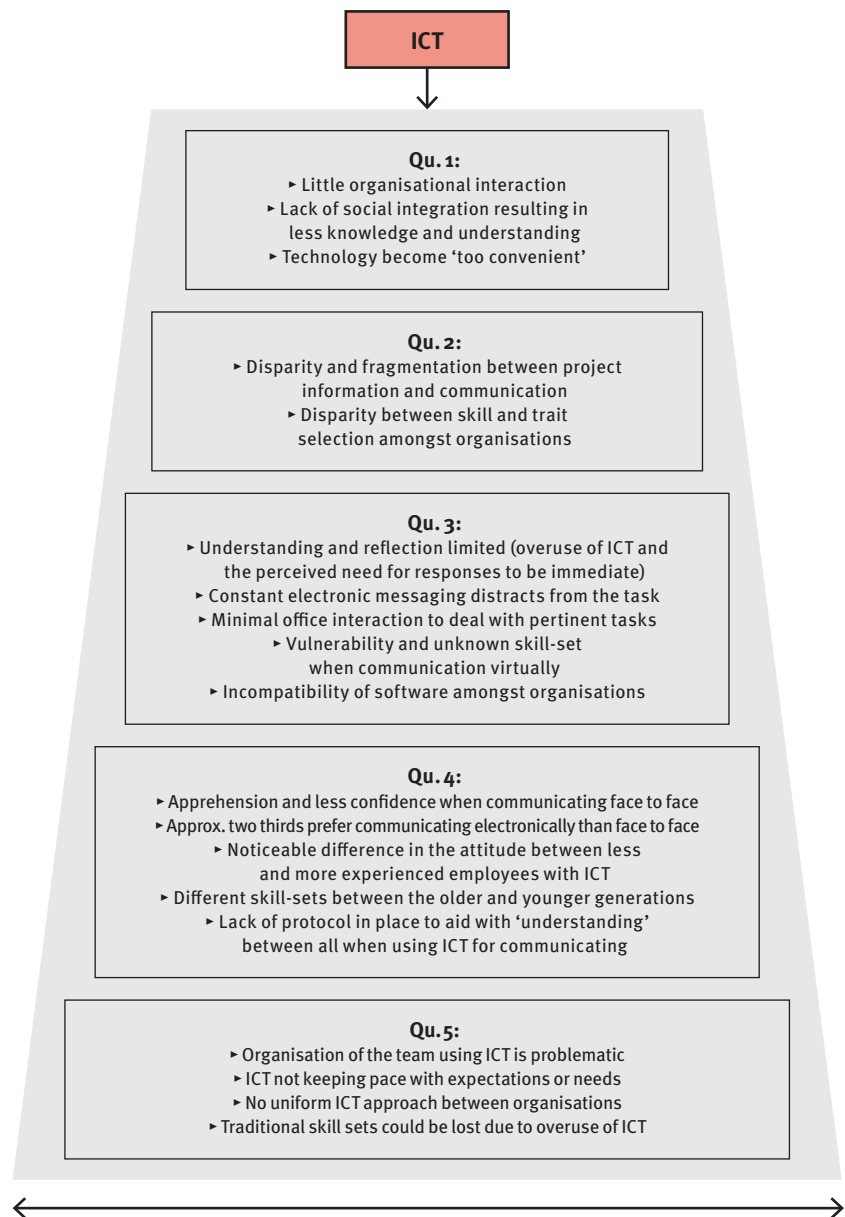 ICT
Qu. 1:
▸ Little organisational interaction
▸ Lack of social integration resulting in
less knowledge and understanding
▸ Technology become ‘too convenient’
Qu. 2:
▸ Disparity and fragmentation between project
information and communication
▸ Disparity between skill and trait
selection amongst organisations
Qu. 3:
▸ Understanding and reflection limited (overuse of ICT and
the perceived need for responses to be immediate)
▸ Constant electronic messaging distracts from the task
▸ Minimal office interaction to deal with pertinent tasks
▸ Vulnerability and unknown skill-set
when communication virtually
▸ Incompatibility of software amongst organisations
Qu. 4:
▸ Apprehension and less confidence when communicating face to face
▸ Approx. two thirds prefer communicating electronically than face to face
▸ Noticeable difference in the attitude between less
and more experienced employees with ICT
▸ Different skill-sets between the older and younger generations
▸ Lack of protocol in place to aid with ‘understanding’
between all when using ICT for communicating
Qu. 5:
▸ Organisation of the team using ICT is problematic
▸ ICT not keeping pace with expectations or needs
▸ No uniform ICT approach between organisations
▸ Traditional skill sets could be lost due to overuse of ICT